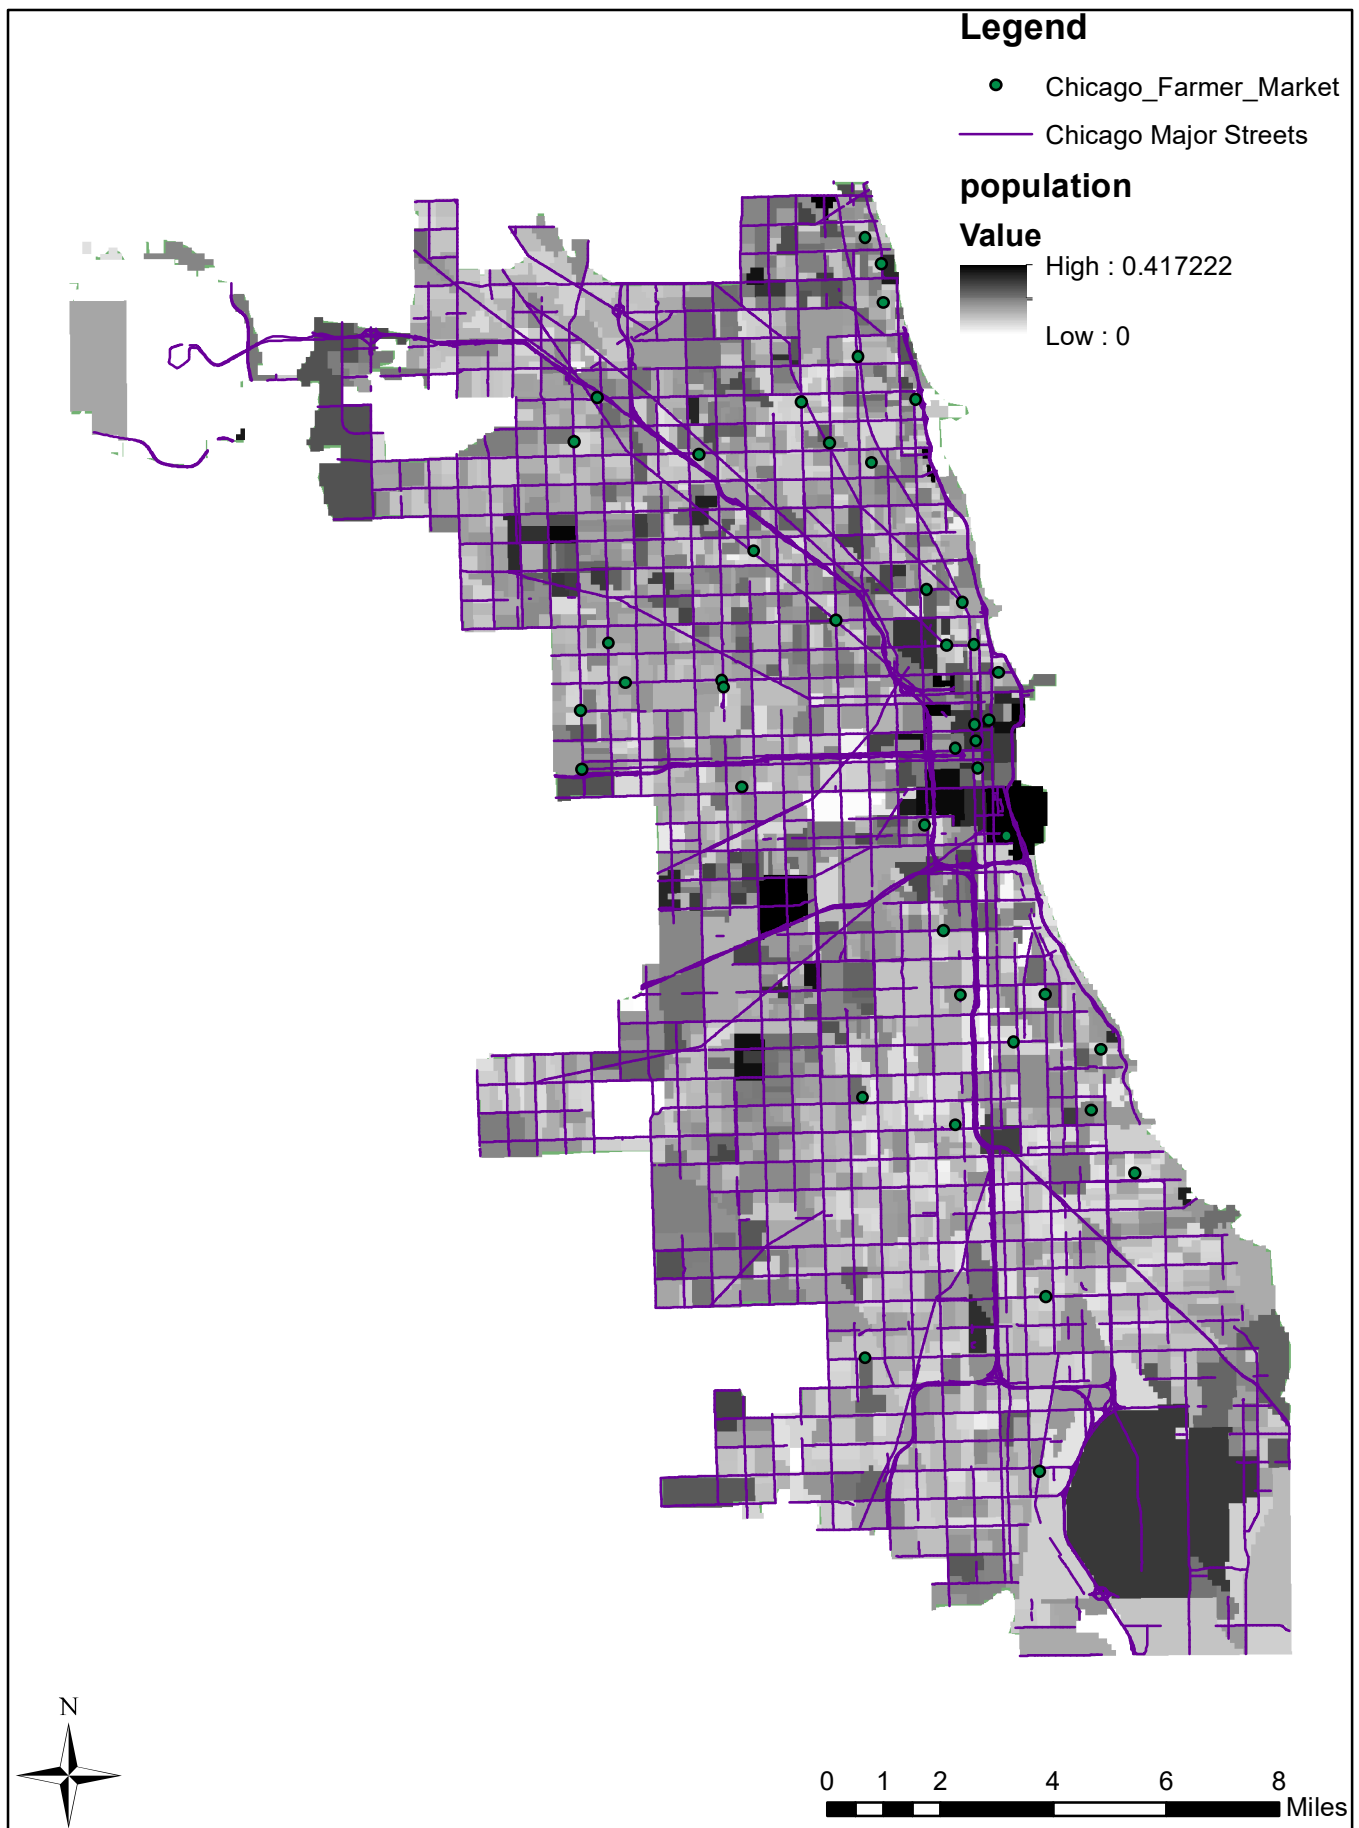 Legend
Chicago_Farmer_Market
Chicago Major Streets
population
Value
High : 0.417222
Low : 0
N
0 1 2 4 6 8
Miles